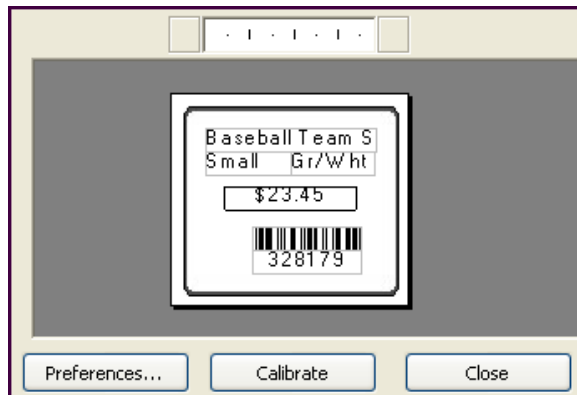 Baseball Team S
Small Gr/Wht
$23.45
328179
Preferences... Calibrate Close